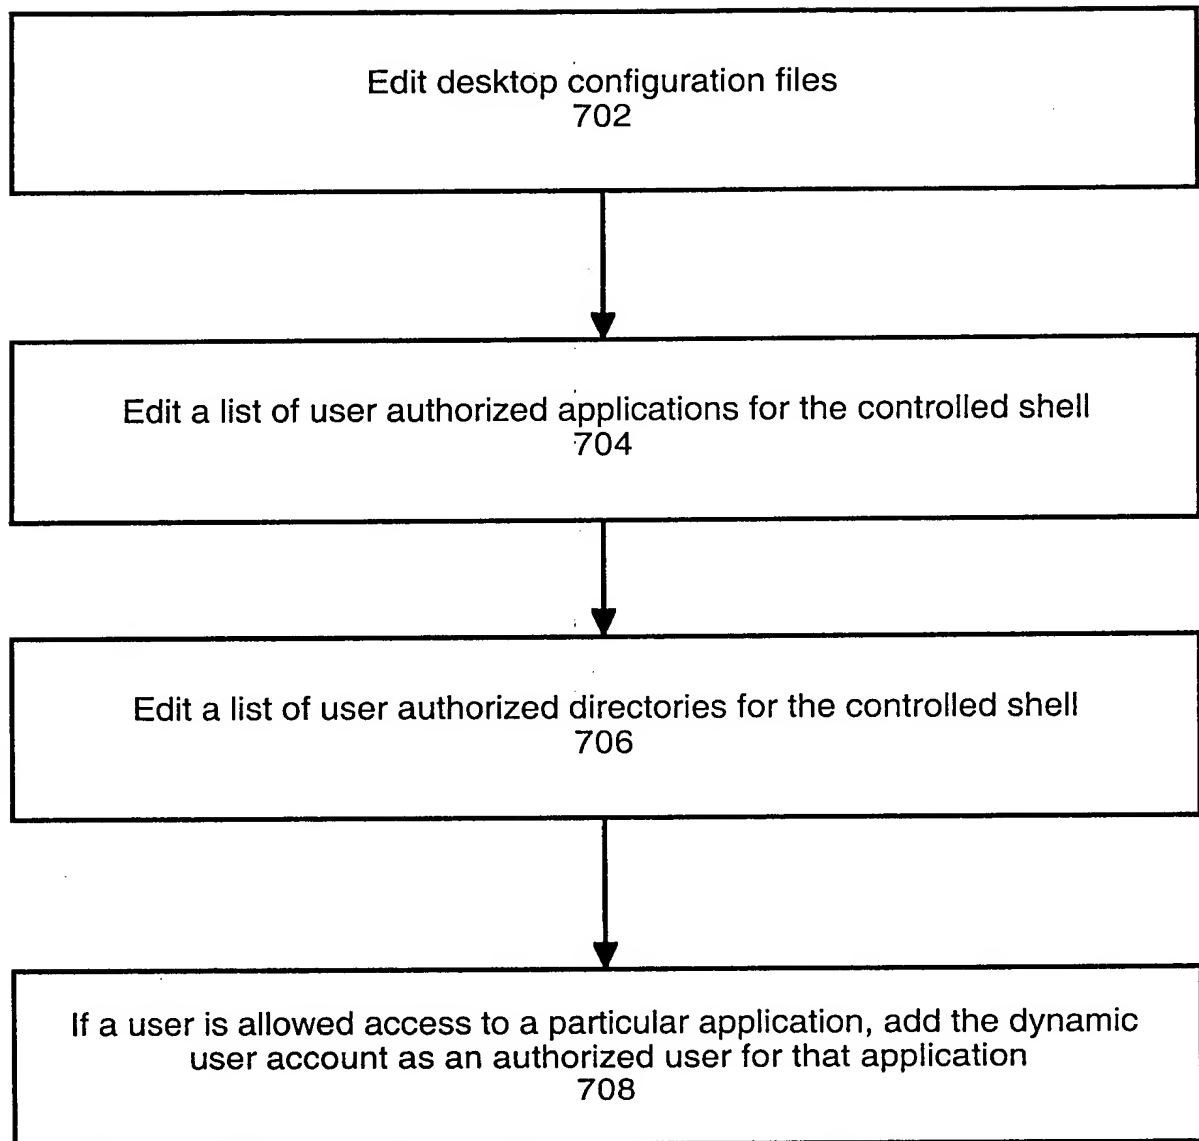 Edit desktop configuration files
702
Edit a list of user authorized applications for the controlled shell
704
Edit a list of user authorized directories for the controlled shell
706
If a user is allowed access to a particular application, add the dynamic
user account as an authorized user for that application
708